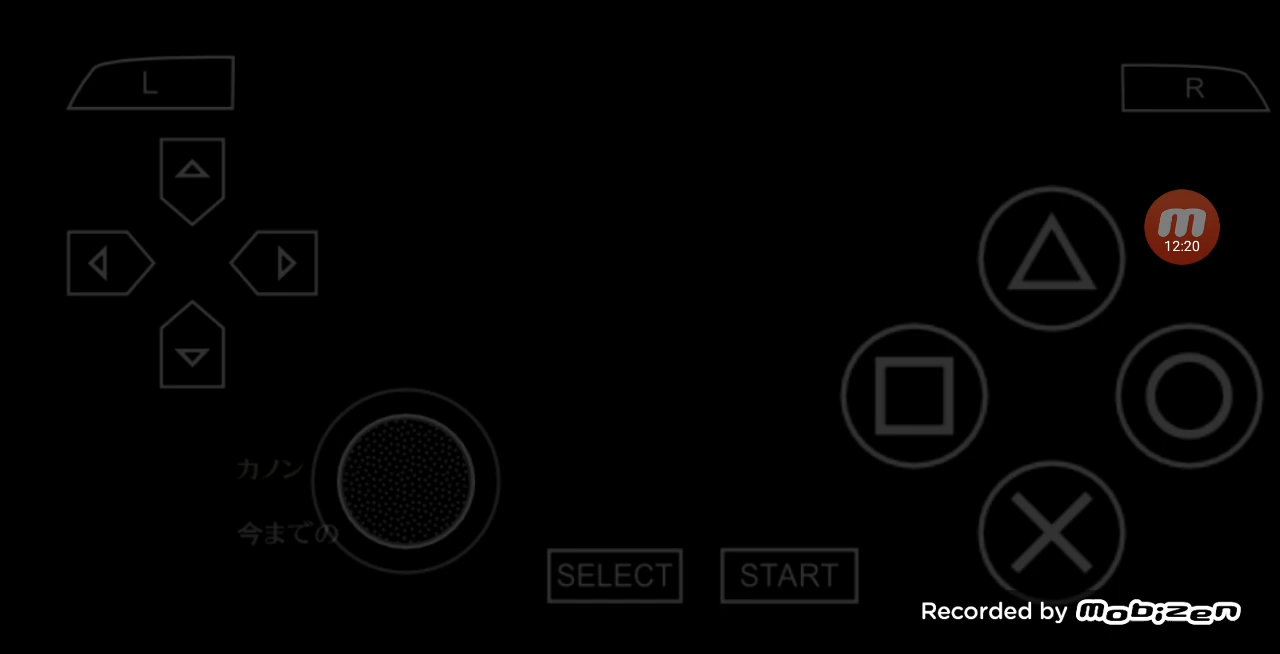 L
R
12:20
カノン
今までの
SELECT
START
Recorded by mobizen